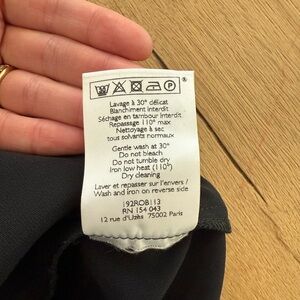 Lavage à 30° délicat
Blanchiment interdit
Séchage en tambour interdit
Repassage 110° max
Nettoyage à sec
tous solvants normaux
Gentle wash at 30°
Do not bleach
Do not tumble dry
Iron low heat (110°)
Dry cleaning
Laver et repasser sur l'envers /
Wash and iron on reverse side
192ROB113
RN 154 043
12 rue d'Uzès 75002 Paris